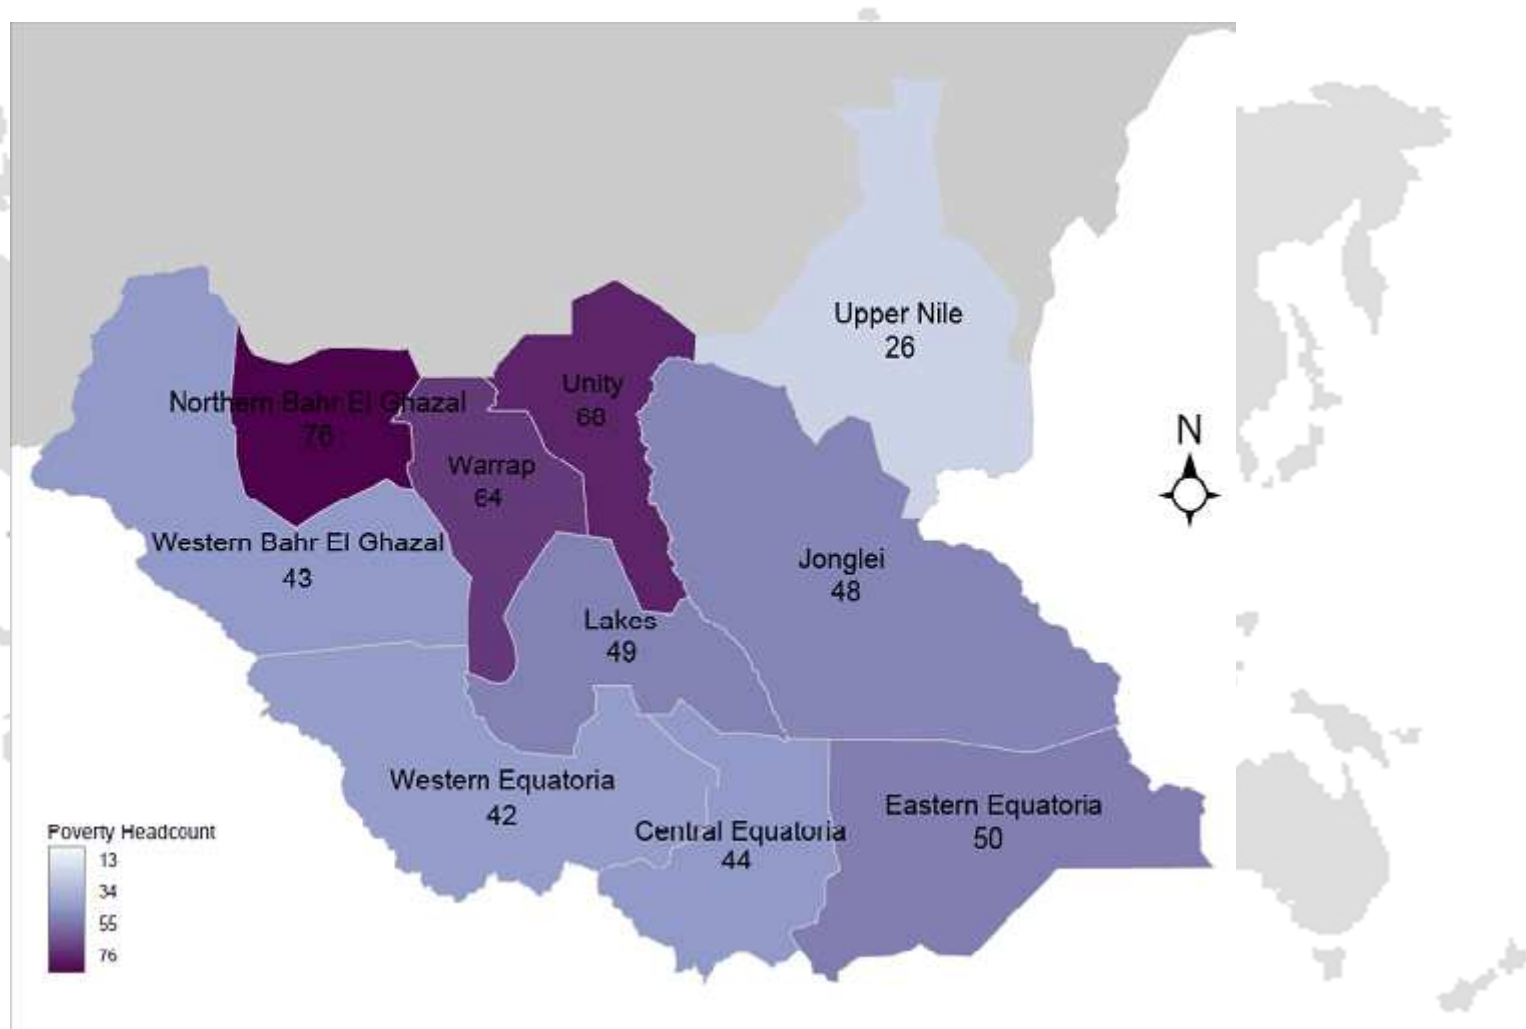 Upper Nile
26
Unity
68
Northern Bahr El Ghazal
76
Warrap
64
N
Western Bahr El Ghazal
43
Jonglei
48
Lakes
49
Western Equatoria
42
Central Equatoria
44
Eastern Equatoria
50
Poverty Headcount
13
34
55
76